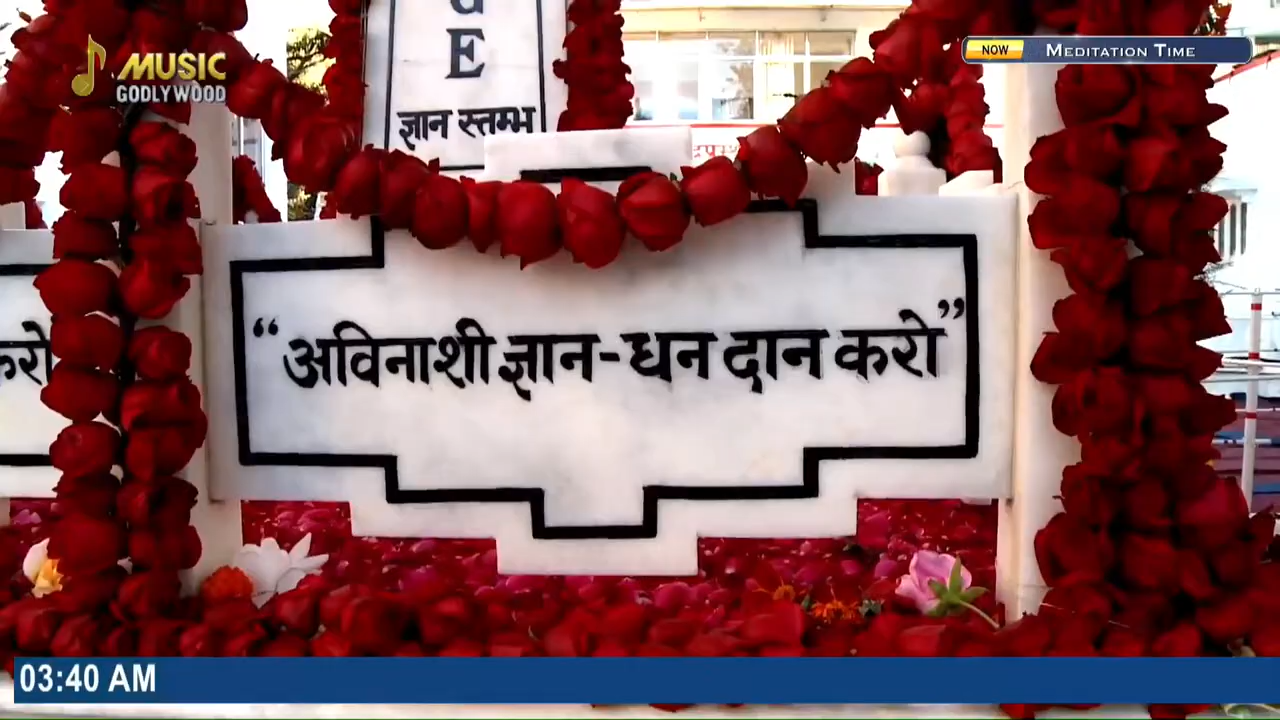 MUSIC
GODLYWOOD
NOW MEDITATION TIME
E
ज्ञान स्तम्भ
“अविनाशी ज्ञान-धन दान करो”
करो
03:40 AM